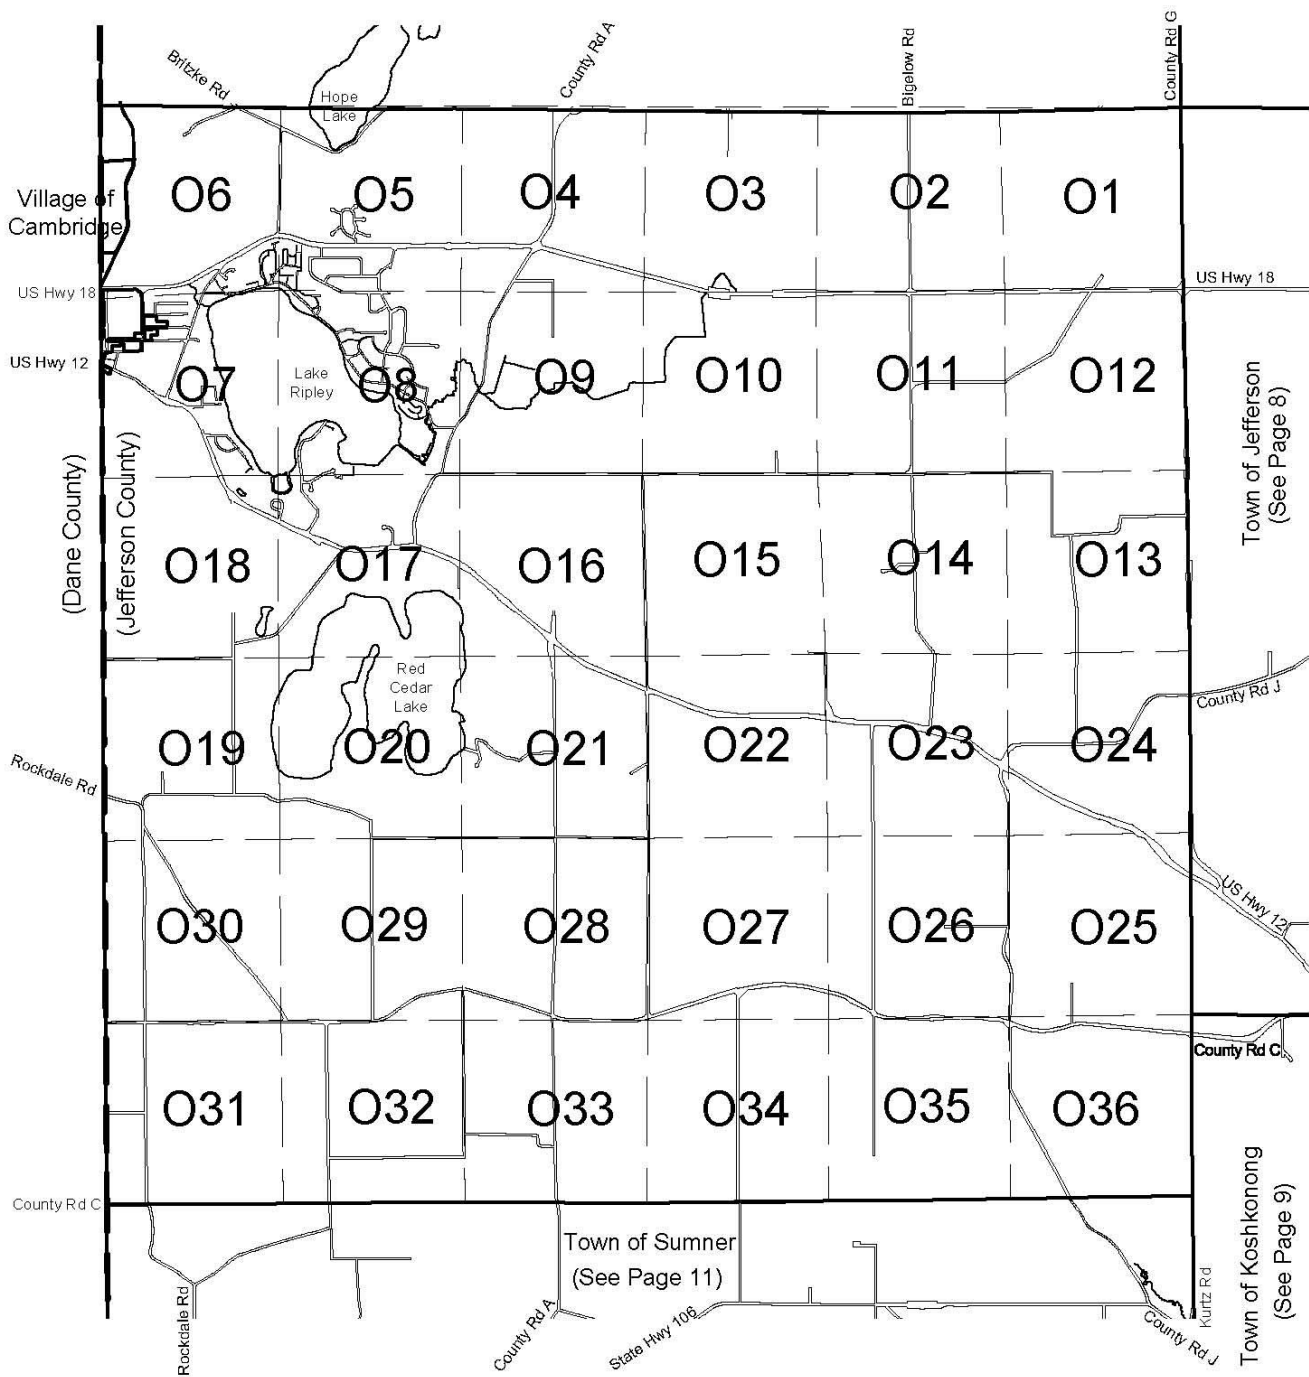 Britzke Rd
Hope
Lake
County Rd A
Bigelow Rd
County Rd G
Village of
Cambridge
O6
O5
O4
O3
O2
O1
US Hwy 18
US Hwy 18
US Hwy 12
O7
Lake
Ripley
O8
O9
O10
O11
O12
Town of Jefferson
(See Page 8)
(Dane County)
(Jefferson County)
O18
O17
O16
O15
O14
O13
Red
Cedar
Lake
County Rd J
Rockdale Rd
O19
O20
O21
O22
O23
O24
O30
O29
O28
O27
O26
O25
US Hwy 12
County Rd C
O31
O32
O33
O34
O35
O36
County Rd C
Town of Sumner
(See Page 11)
Town of Koshkonong
(See Page 9)
Rockdale Rd
County Rd A
State Hwy 106
County Rd J
Kurtz Rd